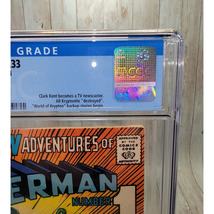 GRADE
33
Clark Kent becomes a TV newscaster.
All Kryptonite "destroyed".
"World of Krypton" backup stories begin.
CGC
W ADVENTURES OF
ERMAN
NUMBER